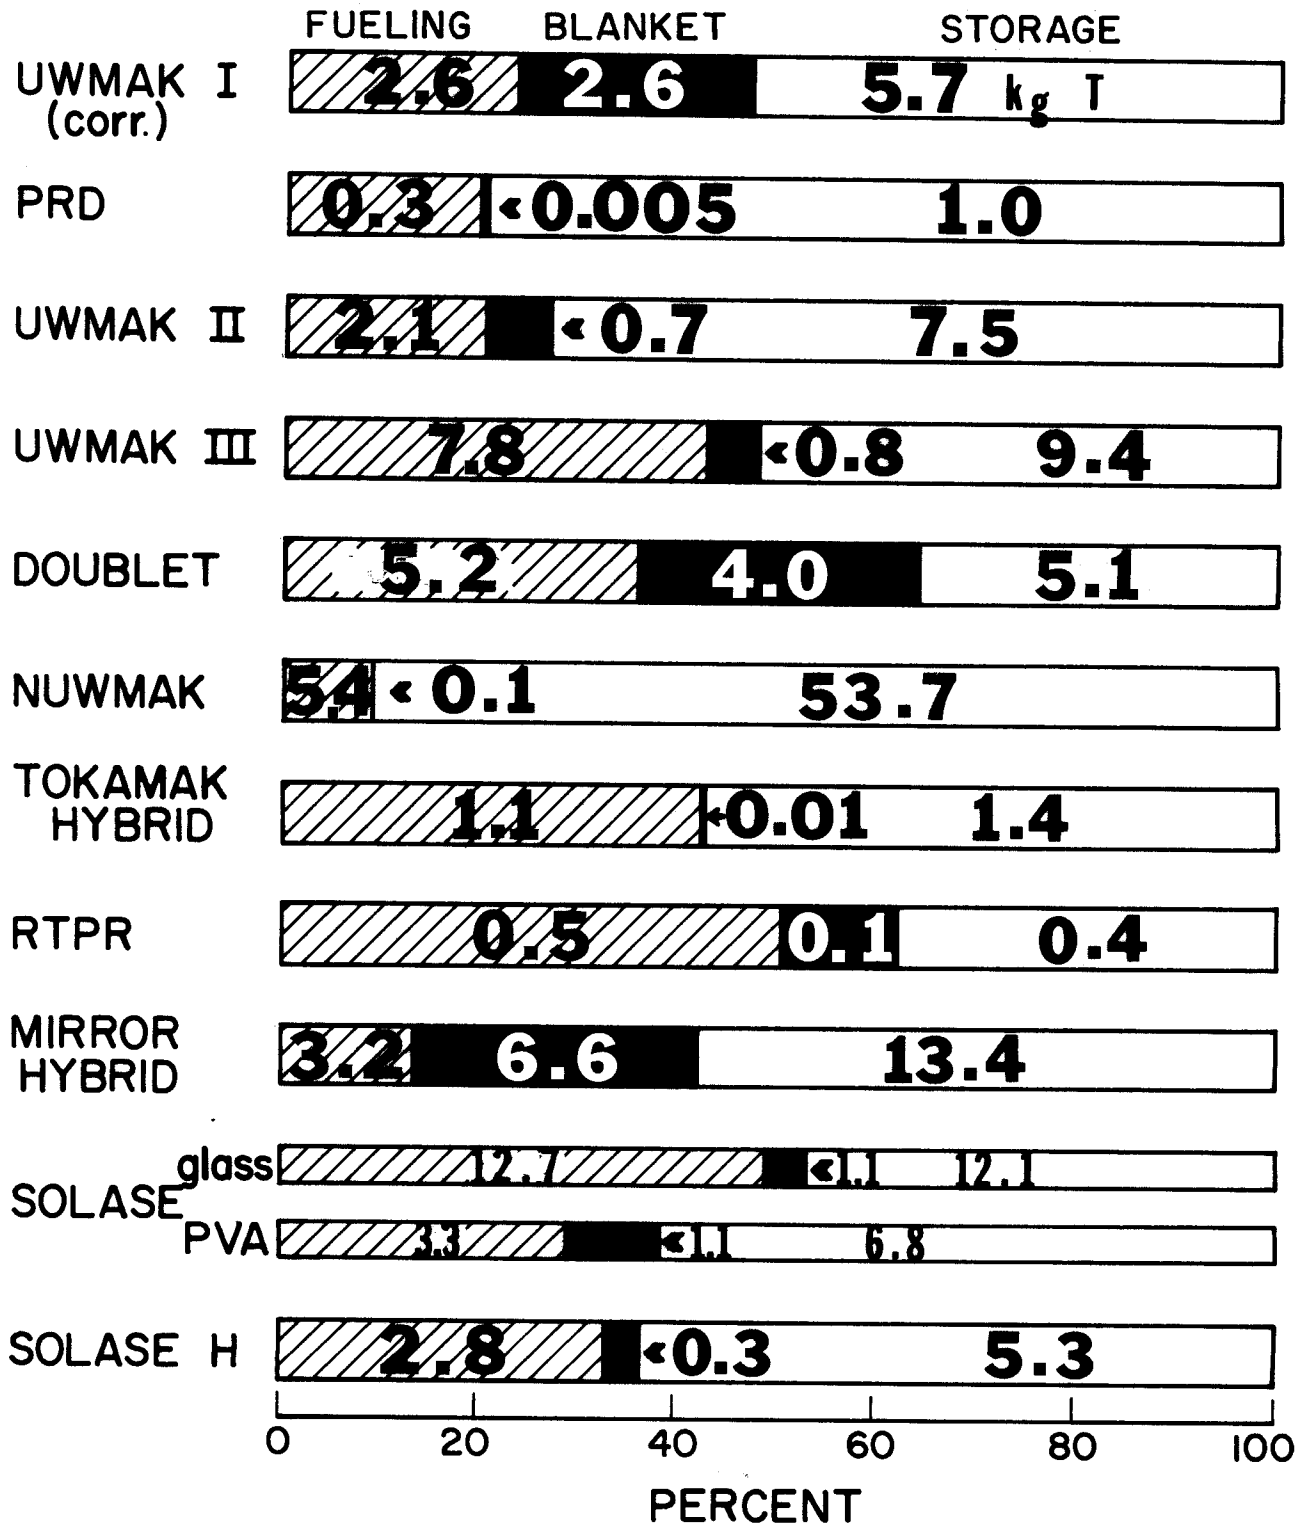 FUELING BLANKET STORAGE
UWMAK I 2.6 2.6 5.7 kg T
(corr.)
PRD 0.3 0.005 1.0
UWMAK II 2.1 0.7 7.5
UWMAK III 7.8 0.8 9.4
DOUBLET 5.2 4.0 5.1
NUWMAK 5.4 0.1 53.7
TOKAMAK
HYBRID 1.1 0.01 1.4
RTPR 0.5 0.1 0.4
MIRROR
HYBRID 3.2 6.6 13.4
glass 12.7 1.1 12.1
SOLASE
PVA 3.3 1.1 6.8
SOLASE H 2.8 0.3 5.3
0 20 40 60 80 100
PERCENT